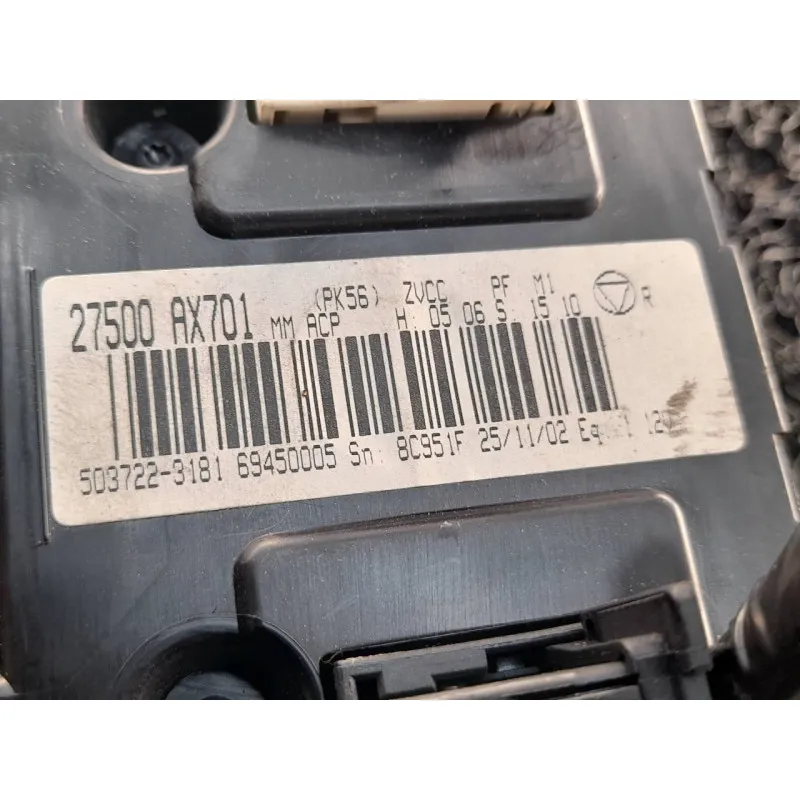 27500 AX701 (PK56) ZVCC PF M1
MM ACP H: 05 06 S: 15 10 R
503722-3181 69450005 Sn: 8C951F 25/11/02